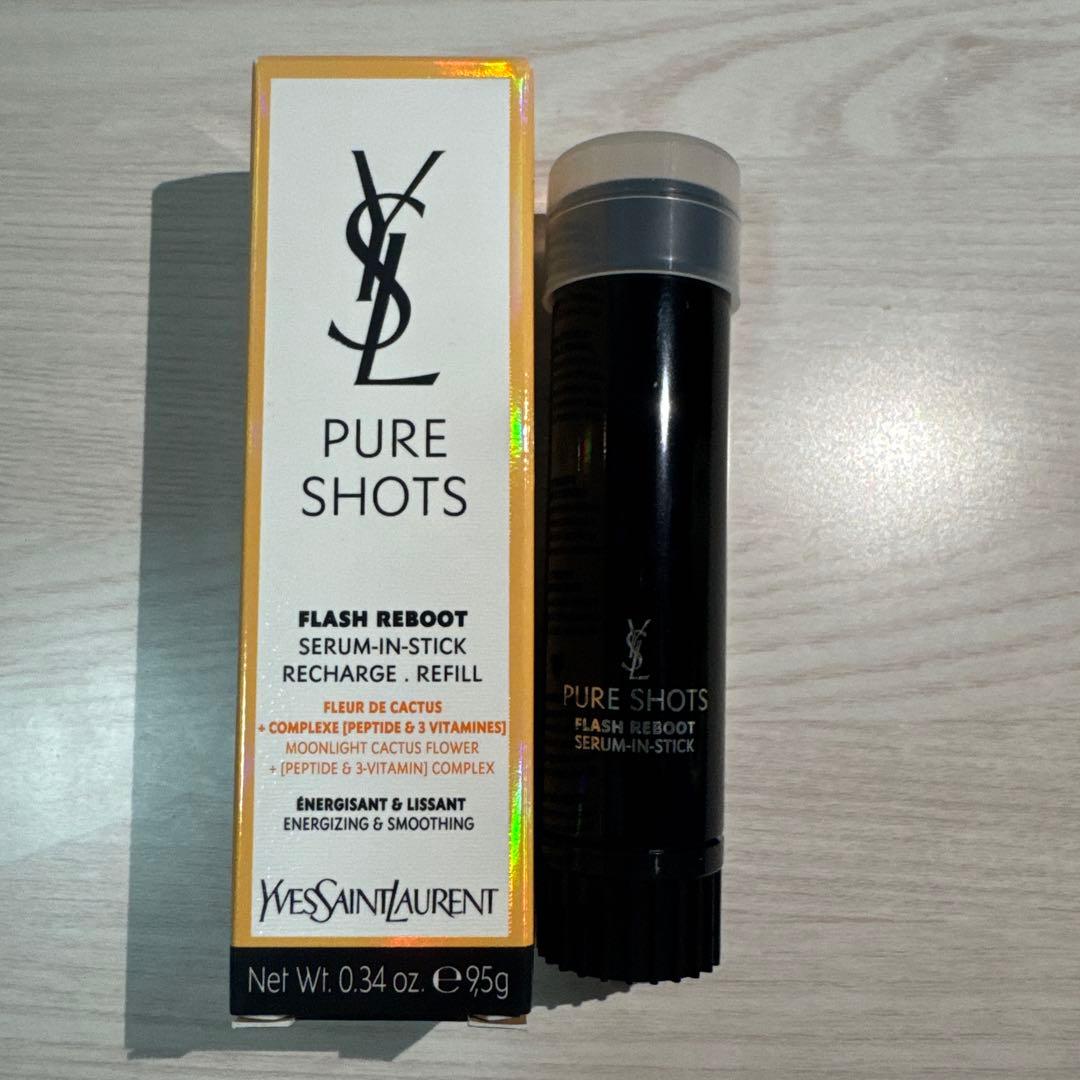 YSL
PURE
SHOTS
FLASH REBOOT
SERUM-IN-STICK
RECHARGE . REFILL
FLEUR DE CACTUS
+ COMPLEXE [PEPTIDE & 3 VITAMINES]
MOONLIGHT CACTUS FLOWER
+ [PEPTIDE & 3-VITAMIN] COMPLEX
ÉNERGISANT & LISSANT
ENERGIZING & SMOOTHING
YVESSAINTLAURENT
Net Wt. 0.34 oz. ℮ 9,5g
YSL
PURE SHOTS
FLASH REBOOT
SERUM-IN-STICK